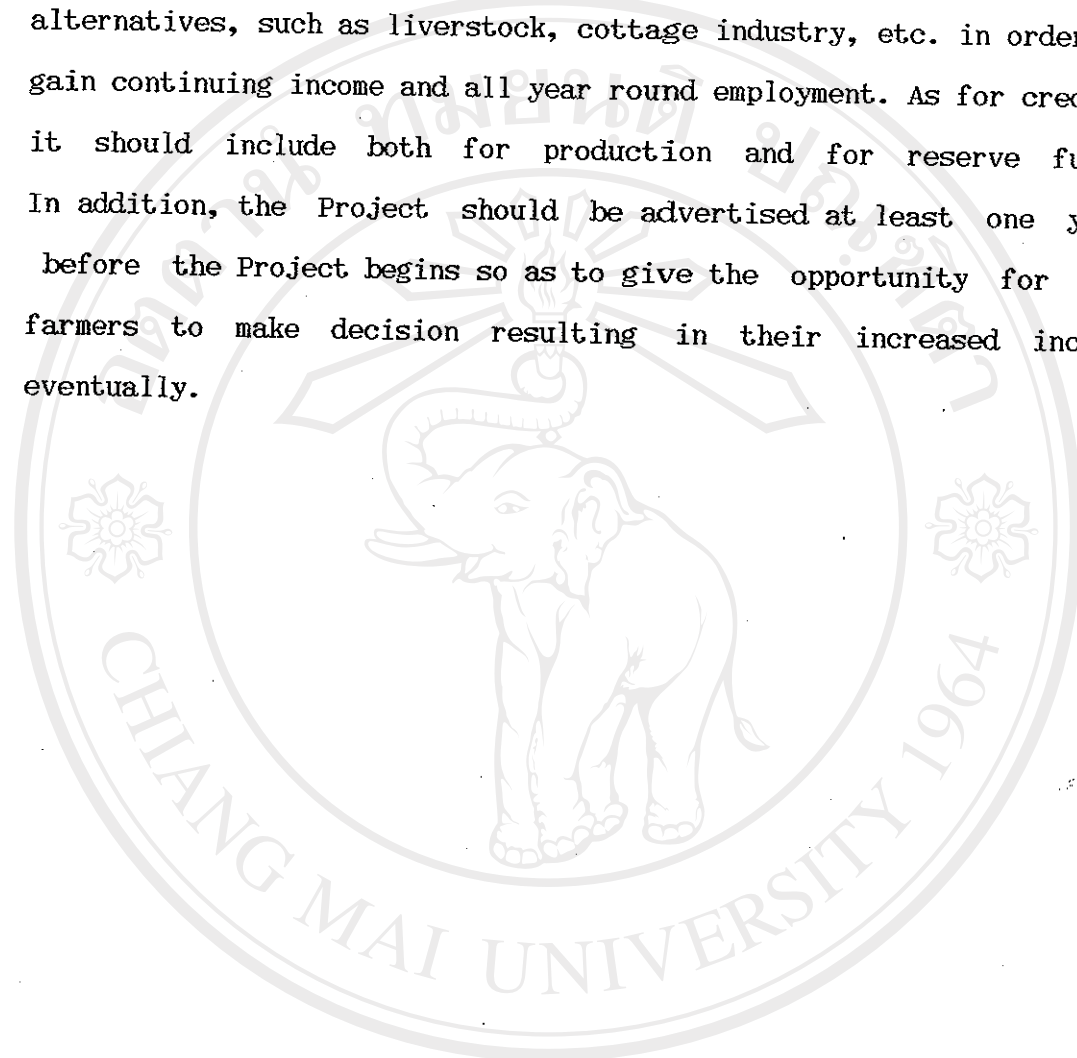 alternatives, such as liverstock, cottage industry, etc. in order
gain continuing income and all year round employment. As for
it should include both for production and for reserve
In addition, the Project should be advertised at least one
before the Project begins so as to give the opportunity for
farmers to make decision resulting in their increased
eventually.
CHIANG MAI UNIVERSITY 1964